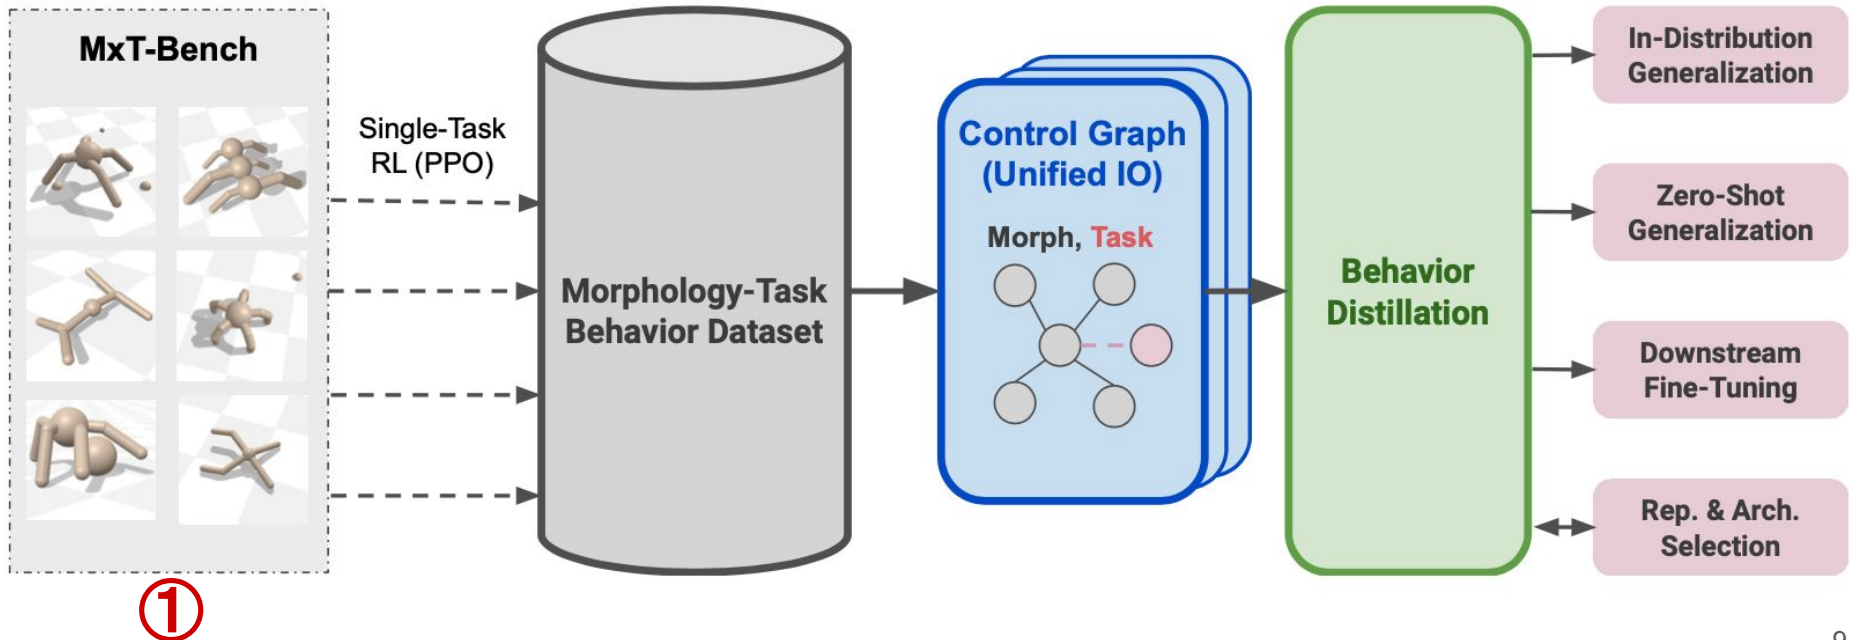 MxT-Bench
Single-Task
RL (PPO)
Morphology-Task
Behavior Dataset
Control Graph
(Unified IO)
Morph, Task
Behavior
Distillation
In-Distribution
Generalization
Zero-Shot
Generalization
Downstream
Fine-Tuning
Rep. & Arch.
Selection
①